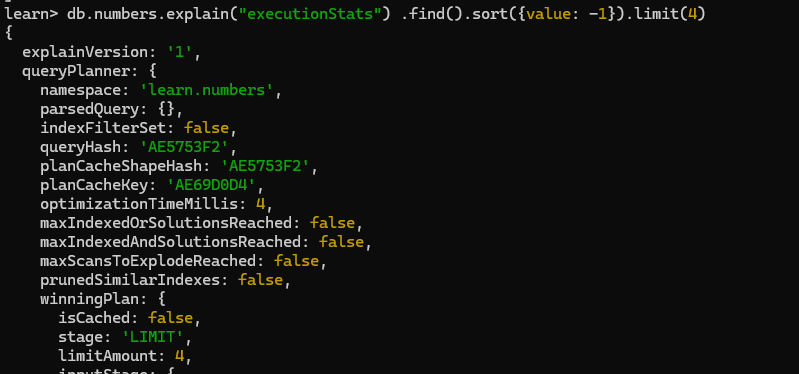 learn> db.numbers.explain("executionStats") .find().sort({value: -1}).limit(4)
{
  explainVersion: '1',
  queryPlanner: {
    namespace: 'learn.numbers',
    parsedQuery: {},
    indexFilterSet: false,
    queryHash: 'AE5753F2',
    planCacheShapeHash: 'AE5753F2',
    planCacheKey: 'AE69D0D4',
    optimizationTimeMillis: 4,
    maxIndexedOrSolutionsReached: false,
    maxIndexedAndSolutionsReached: false,
    maxScansToExplodeReached: false,
    prunedSimilarIndexes: false,
    winningPlan: {
      isCached: false,
      stage: 'LIMIT',
      limitAmount: 4,
      inputStage: {